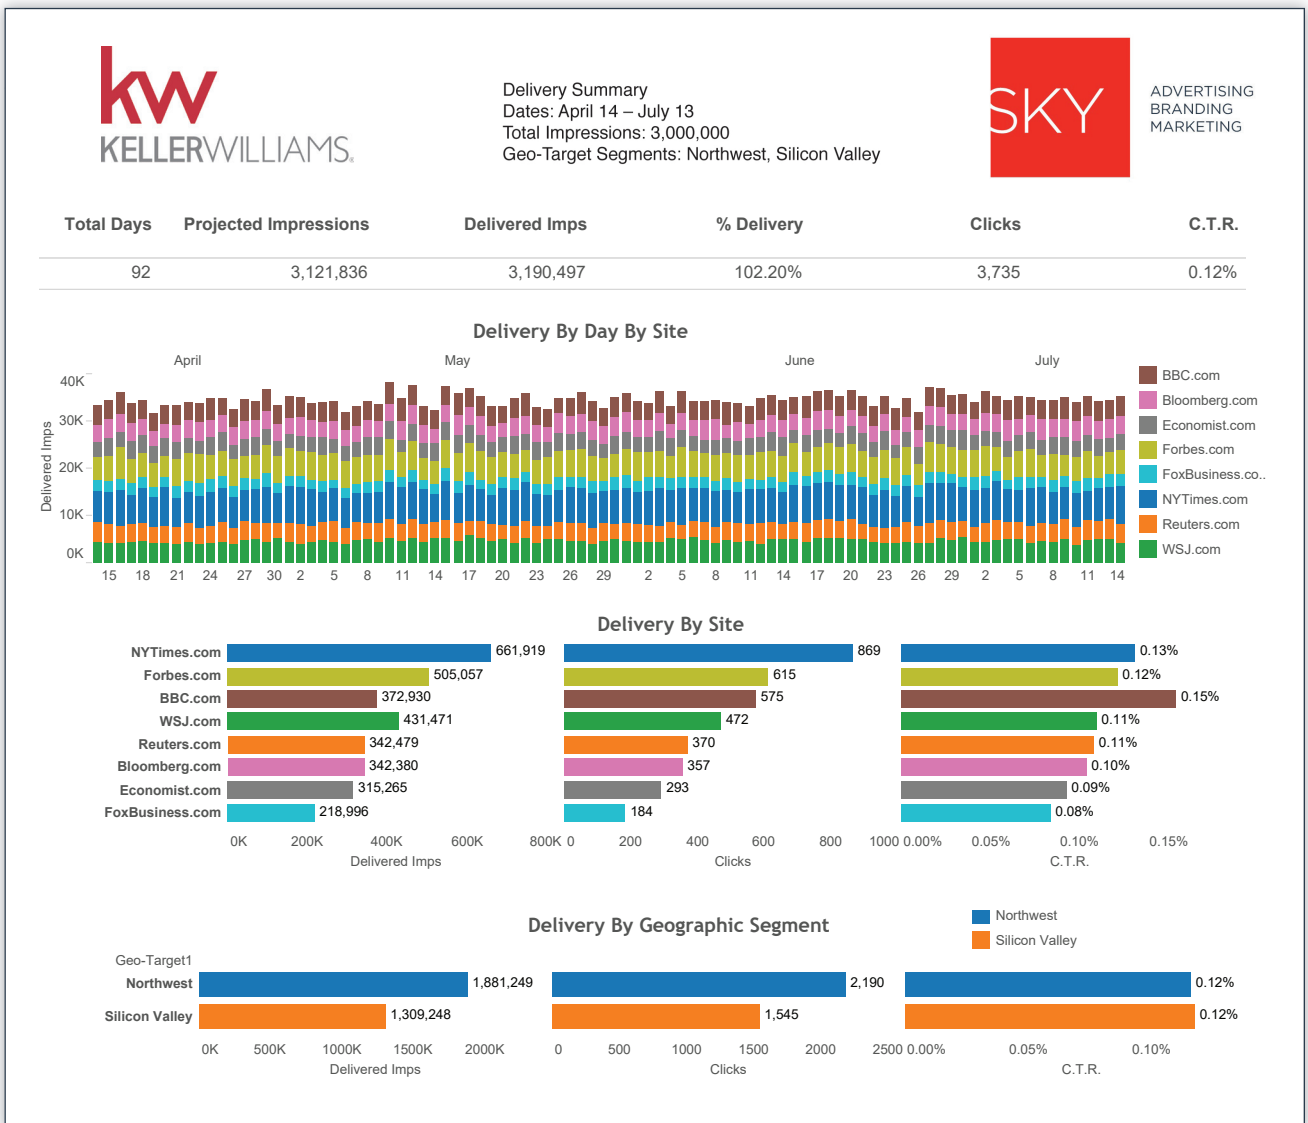 kw
KELLERWILLIAMS.
Delivery Summary
Dates: April 14 – July 13
Total Impressions: 3,000,000
Geo-Target Segments: Northwest, Silicon Valley
SKY
ADVERTISING
BRANDING
MARKETING
Total Days Projected Impressions Delivered Imps % Delivery Clicks C.T.R.
92 3,121,836 3,190,497 102.20% 3,735 0.12%
Delivery By Day By Site
April May June July
40K
30K
20K
10K
0K
Delivered Imps
15 18 21 24 27 30 2 5 8 11 14 17 20 23 26 29 2 5 8 11 14 17 20 23 26 29 2 5 8 11 14
BBC.com
Bloomberg.com
Economist.com
Forbes.com
FoxBusiness.co..
NYTimes.com
Reuters.com
WSJ.com
Delivery By Site
NYTimes.com 661,919 869 0.13%
Forbes.com 505,057 615 0.12%
BBC.com 372,930 575 0.15%
WSJ.com 431,471 472 0.11%
Reuters.com 342,479 370 0.11%
Bloomberg.com 342,380 357 0.10%
Economist.com 315,265 293 0.09%
FoxBusiness.com 218,996 184 0.08%
0K 200K 400K 600K 800K 0 200 400 600 800 1000 0.00% 0.05% 0.10% 0.15%
Delivered Imps Clicks C.T.R.
Delivery By Geographic Segment
Northwest
Silicon Valley
Geo-Target1
Northwest 1,881,249 2,190 0.12%
Silicon Valley 1,309,248 1,545 0.12%
0K 500K 1000K 1500K 2000K 0 500 1000 1500 2000 2500 0.00% 0.05% 0.10%
Delivered Imps Clicks C.T.R.